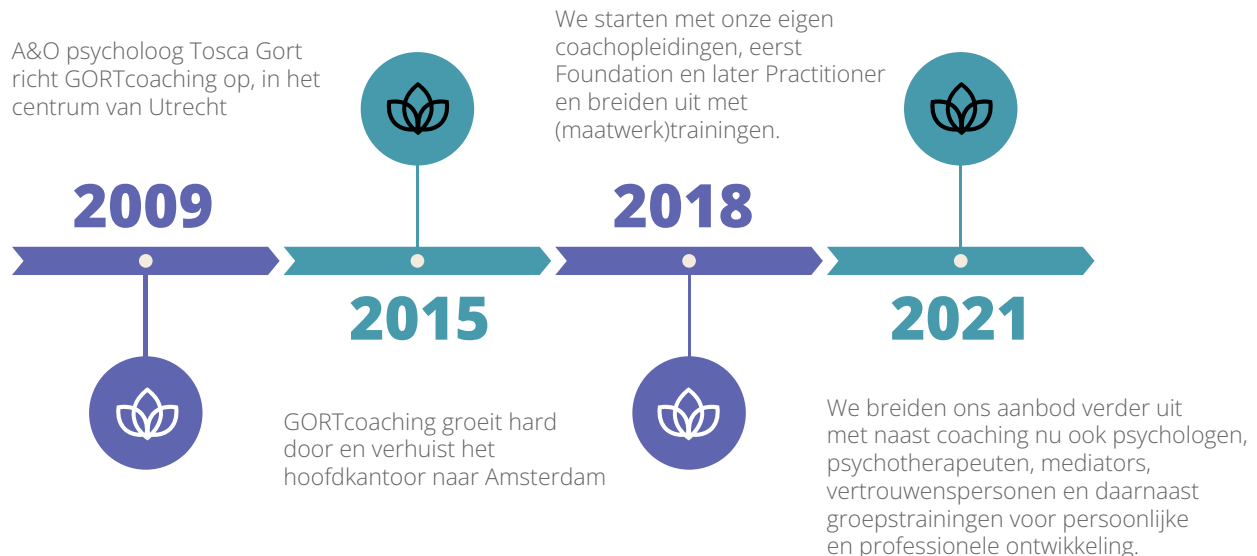 A&O psycholoog Tosca Gort
richt GORTcoaching op, in het
centrum van Utrecht
2009
2015
GORTcoaching groeit hard
door en verhuist het
hoofdkantoor naar Amsterdam
We starten met onze eigen
coachopleidingen, eerst
Foundation en later Practitioner
en breiden uit met
(maatwerk)trainingen.
2018
2021
We breiden ons aanbod verder uit
met naast coaching nu ook psychologen,
psychotherapeuten, mediators,
vertrouwenspersonen en daarnaast
groepstrainingen voor persoonlijke
en professionele ontwikkeling.